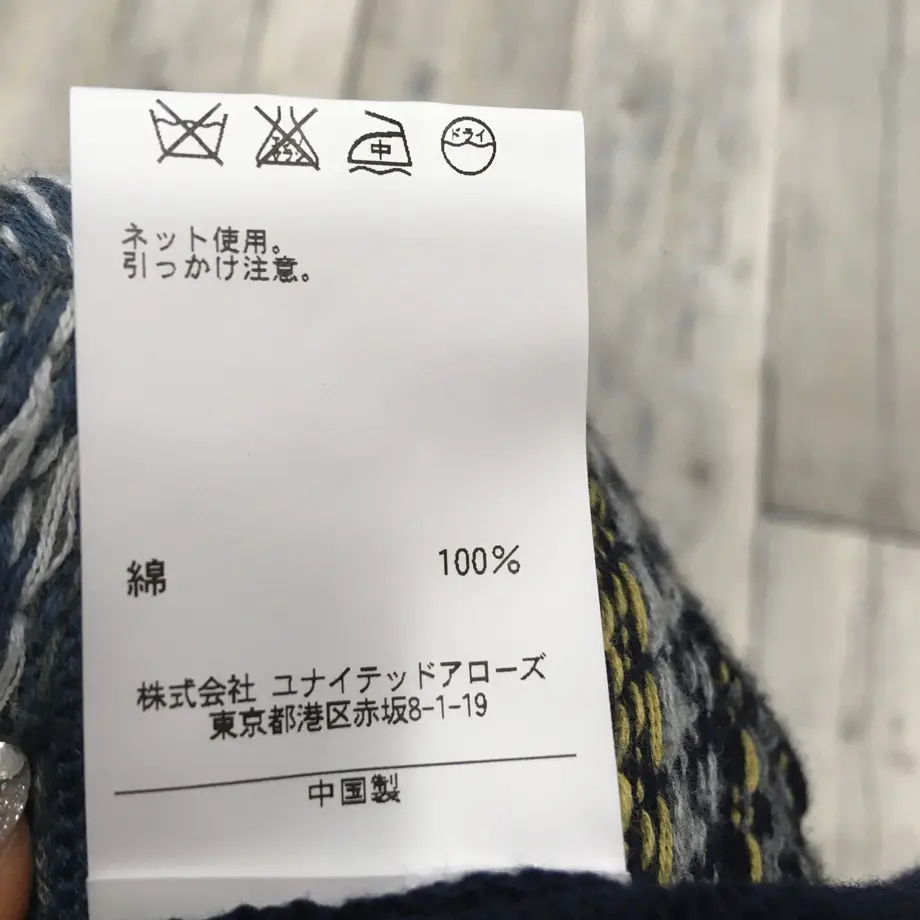 中
ドライ
ネット使用。
引っかけ注意。
綿 100%
株式会社 ユナイテッドアローズ
東京都港区赤坂8-1-19
中国製